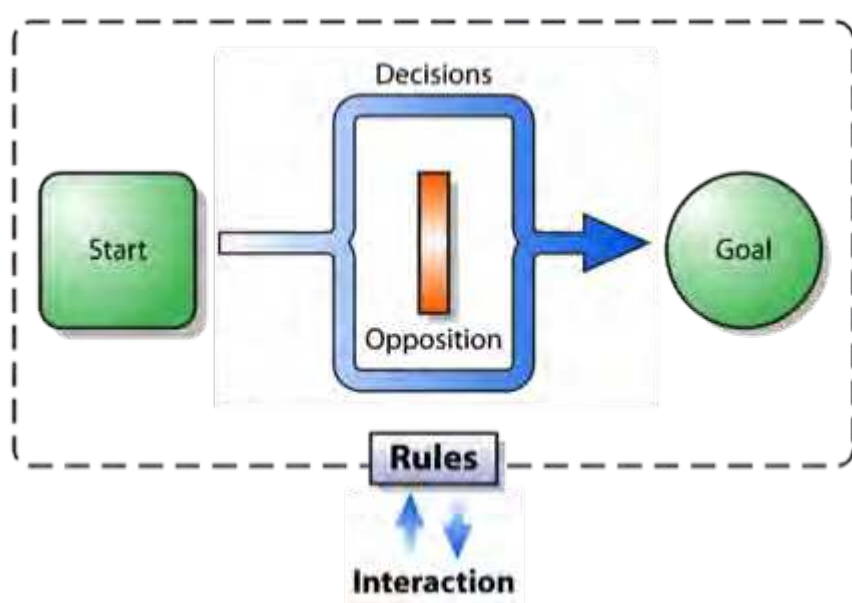 Decisions
Start
Goal
Opposition
Rules
Interaction